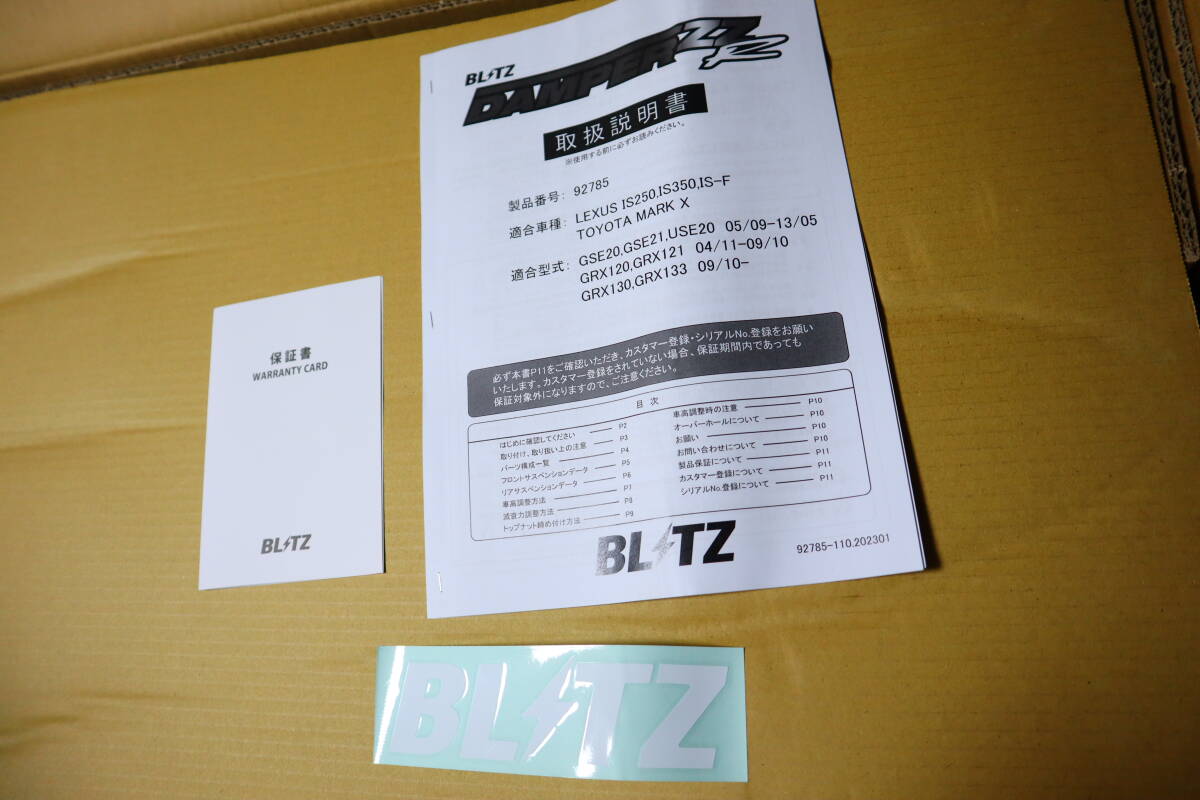 BLITZ
DAMPER ZZ-R
取扱説明書
※使用する前に必ずお読みください。
製品番号: 92785
適合車種: LEXUS IS250,IS350,IS-F
TOYOTA MARK X
適合型式: GSE20,GSE21,USE20 05/09-13/05
GRX120,GRX121 04/11-09/10
GRX130,GRX133 09/10-
必ず本書P11をご確認いただき、カスタマー登録・シリアルNo.登録をお願い
いたします。カスタマー登録をされていない場合、保証期間内であっても
保証対象外になりますので、ご注意ください。
目 次
はじめに確認してください P2
取り付け、取り扱い上の注意 P3
パーツ構成一覧 P4
フロントサスペンションデータ P5
リアサスペンションデータ P6
車高調整方法 P7
減衰力調整方法 P8
トップナット締め付け方法 P9
車高調整時の注意 P10
オーバーホールについて P10
お願い P10
お問い合わせについて P10
製品保証について P11
カスタマー登録について P11
シリアルNo.登録について P11
BLITZ
92785-110.202301
保証書
WARRANTY CARD
BLITZ
BLITZ